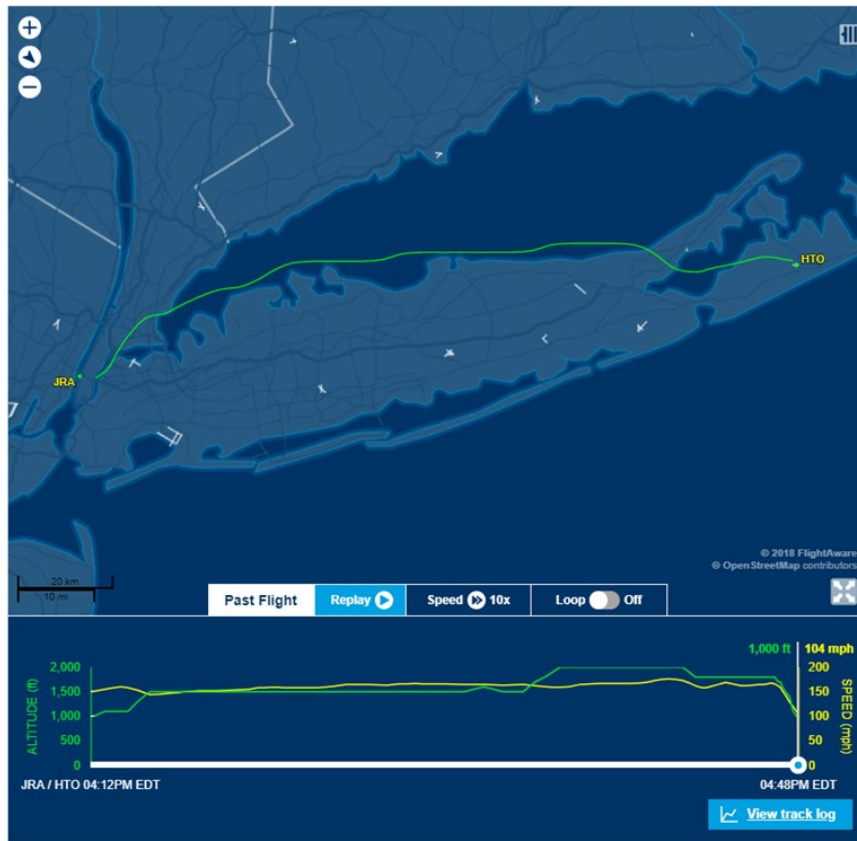 HTO
JRA
© 2018 FlightAware
© OpenStreetMap contributors
20 km
10 mi
Past Flight Replay Speed 10x Loop Off
1,000 ft 104 mph
2,000 200
1,500 150
1,000 100
500 50
0 0
ALTITUDE (ft)
SPEED (mph)
JRA / HTO 04:12PM EDT 04:48PM EDT
View track log